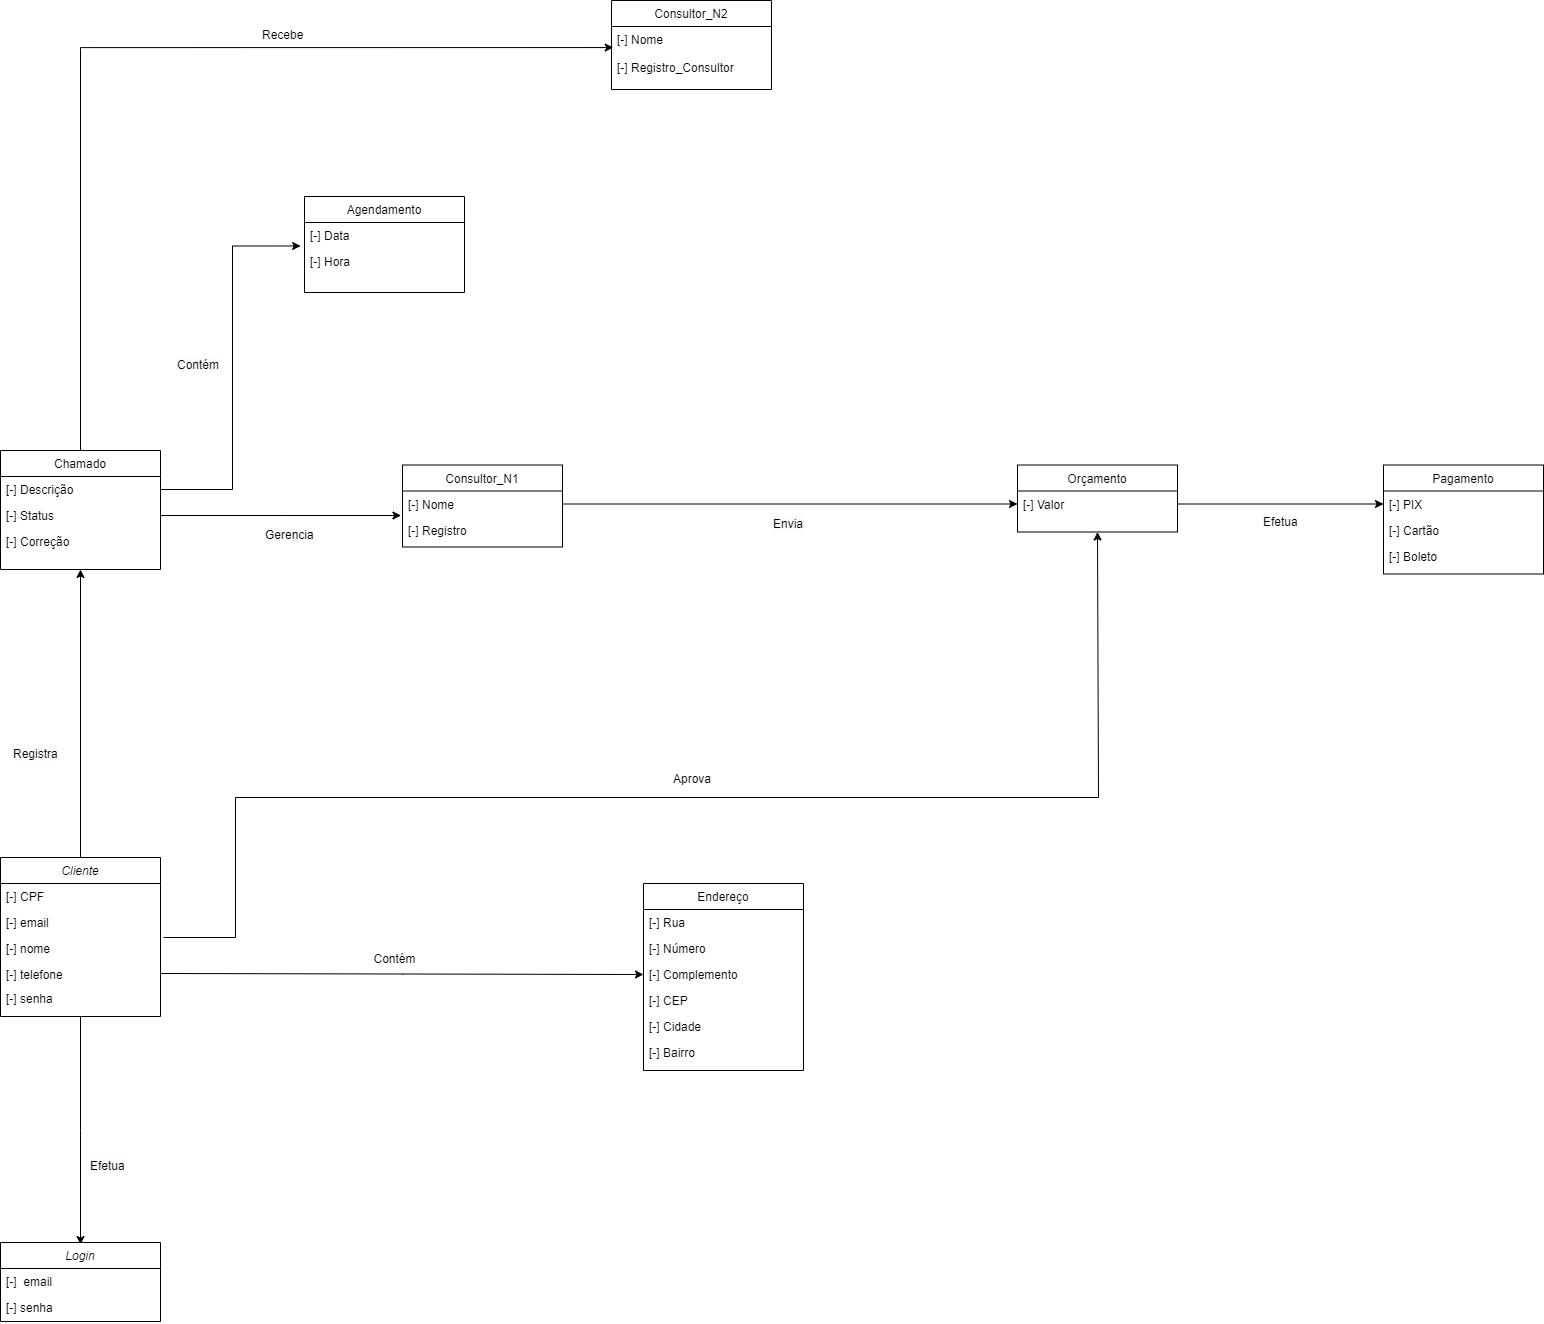 Consultor_N2
[-] Nome
[-] Registro_Consultor
Recebe
Agendamento
[-] Data
[-] Hora
Contém
Chamado
[-] Descrição
[-] Status
[-] Correção
Gerencia
Consultor_N1
[-] Nome
[-] Registro
Envia
Orçamento
[-] Valor
Efetua
Pagamento
[-] PIX
[-] Cartão
[-] Boleto
Registra
Aprova
Cliente
[-] CPF
[-] email
[-] nome
[-] telefone
[-] senha
Contém
Endereço
[-] Rua
[-] Número
[-] Complemento
[-] CEP
[-] Cidade
[-] Bairro
Efetua
Login
[-]  email
[-] senha